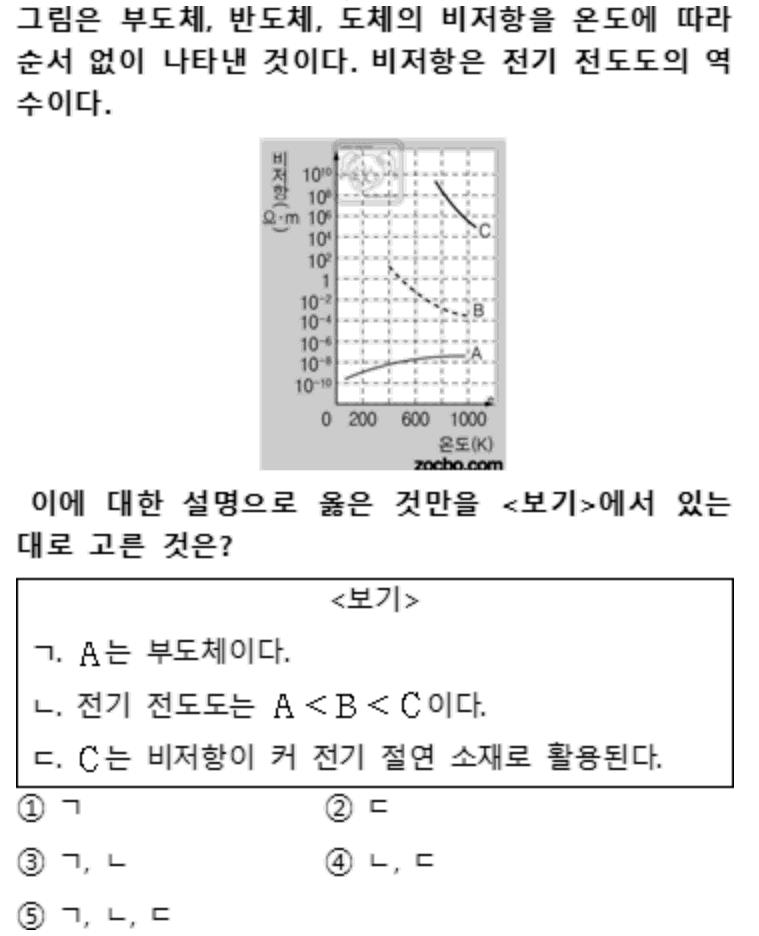 그림은 부도체, 반도체, 도체의 비저항을 온도에 따라
순서 없이 나타낸 것이다. 비저항은 전기 전도도의 역
수이다.
비저항(Ω·m)
10¹⁰
10⁸
10⁶
10⁴
10²
1
10⁻²
10⁻⁴
10⁻⁶
10⁻⁸
10⁻¹⁰
C
B
A
0 200 600 1000
온도(K)
zocbo.com
이에 대한 설명으로 옳은 것만을 <보기>에서 있는
대로 고른 것은?
<보기>
ㄱ. A는 부도체이다.
ㄴ. 전기 전도도는 A < B < C이다.
ㄷ. C는 비저항이 커 전기 절연 소재로 활용된다.
① ㄱ ② ㄷ
③ ㄱ, ㄴ ④ ㄴ, ㄷ
⑤ ㄱ, ㄴ, ㄷ